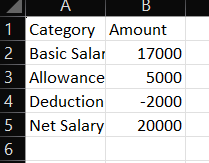 A B
1 Category Amount
2 Basic Salar 17000
3 Allowance 5000
4 Deduction -2000
5 Net Salary 20000
6